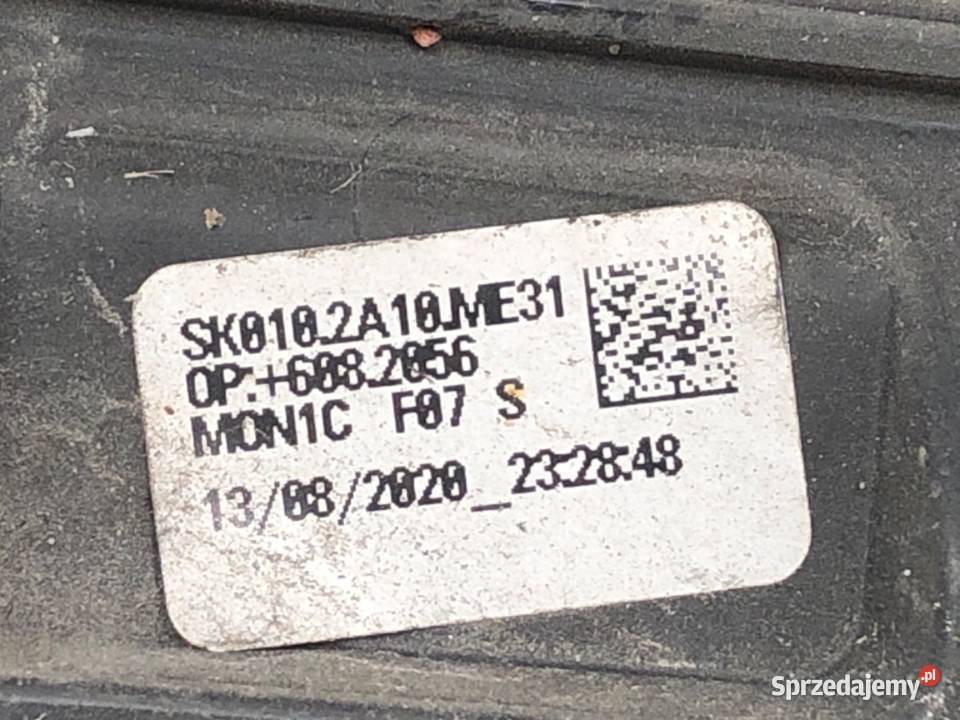 SK010.2A10.ME31
OP:+608.2056
MON1C F07 S
13/08/2020_23:28:48
Sprzedajemy.pl